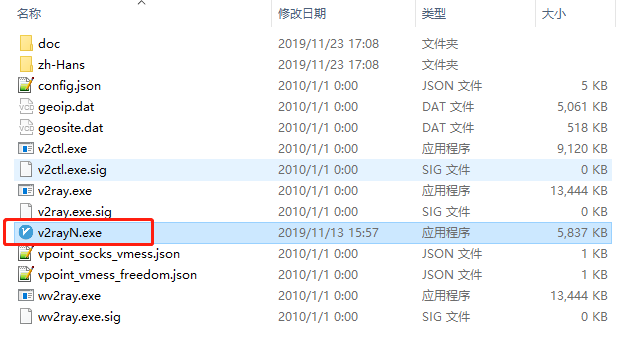 名称 修改日期 类型 大小
doc 2019/11/23 17:08 文件夹
zh-Hans 2019/11/23 17:08 文件夹
config.json 2010/1/1 0:00 JSON 文件 5 KB
geoip.dat 2010/1/1 0:00 DAT 文件 5,061 KB
geosite.dat 2010/1/1 0:00 DAT 文件 518 KB
v2ctl.exe 2010/1/1 0:00 应用程序 9,120 KB
v2ctl.exe.sig 2010/1/1 0:00 SIG 文件 0 KB
v2ray.exe 2010/1/1 0:00 应用程序 13,444 KB
v2ray.exe.sig 2010/1/1 0:00 SIG 文件 0 KB
v2rayN.exe 2019/11/13 15:57 应用程序 5,837 KB
vpoint_socks_vmess.json 2010/1/1 0:00 JSON 文件 1 KB
vpoint_vmess_freedom.json 2010/1/1 0:00 JSON 文件 1 KB
wv2ray.exe 2010/1/1 0:00 应用程序 13,444 KB
wv2ray.exe.sig 2010/1/1 0:00 SIG 文件 0 KB